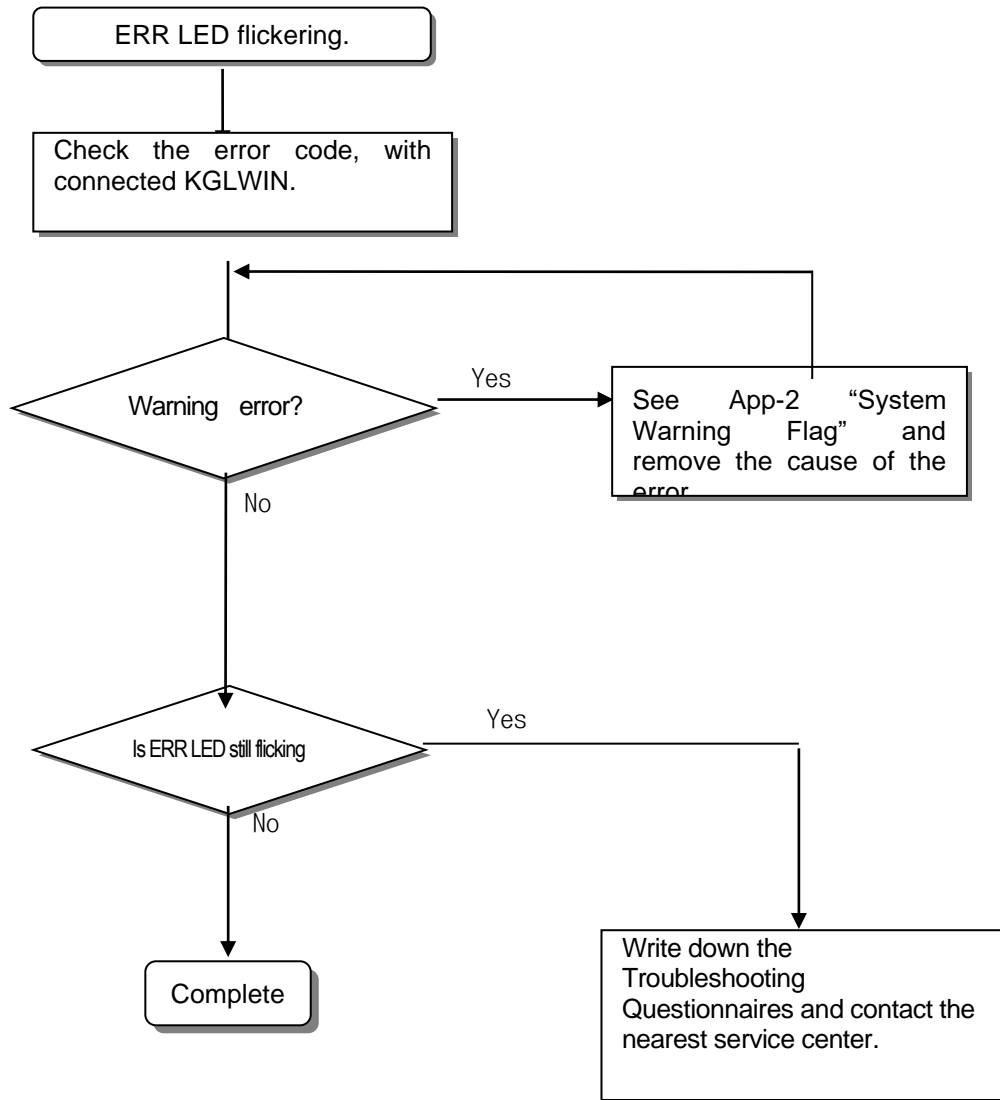 ERR LED flickering.
Check the error code, with
connected KGLWIN.
Warning error?
Yes
See App-2 “System
Warning Flag” and
remove the cause of the
error
No
Is ERR LED still flicking
Yes
No
Complete
Write down the
Troubleshooting
Questionnaires and contact the
nearest service center.